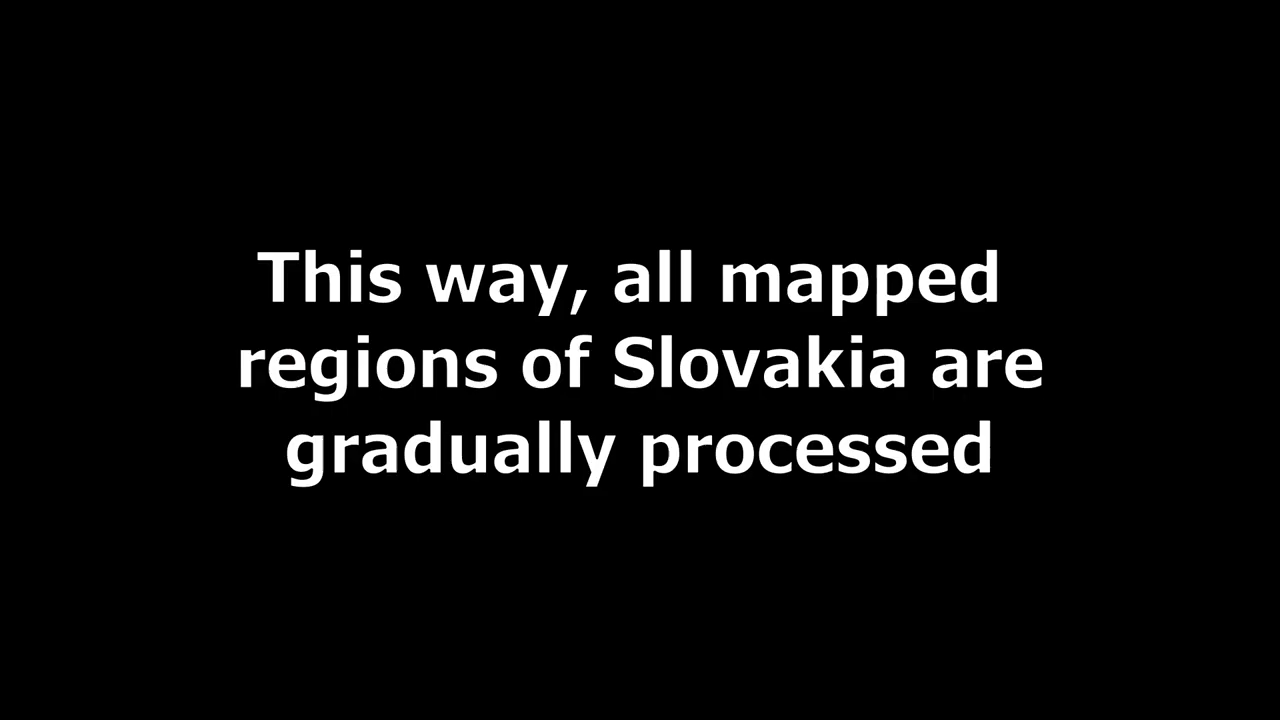 This way, all mapped
regions of Slovakia are
gradually processed